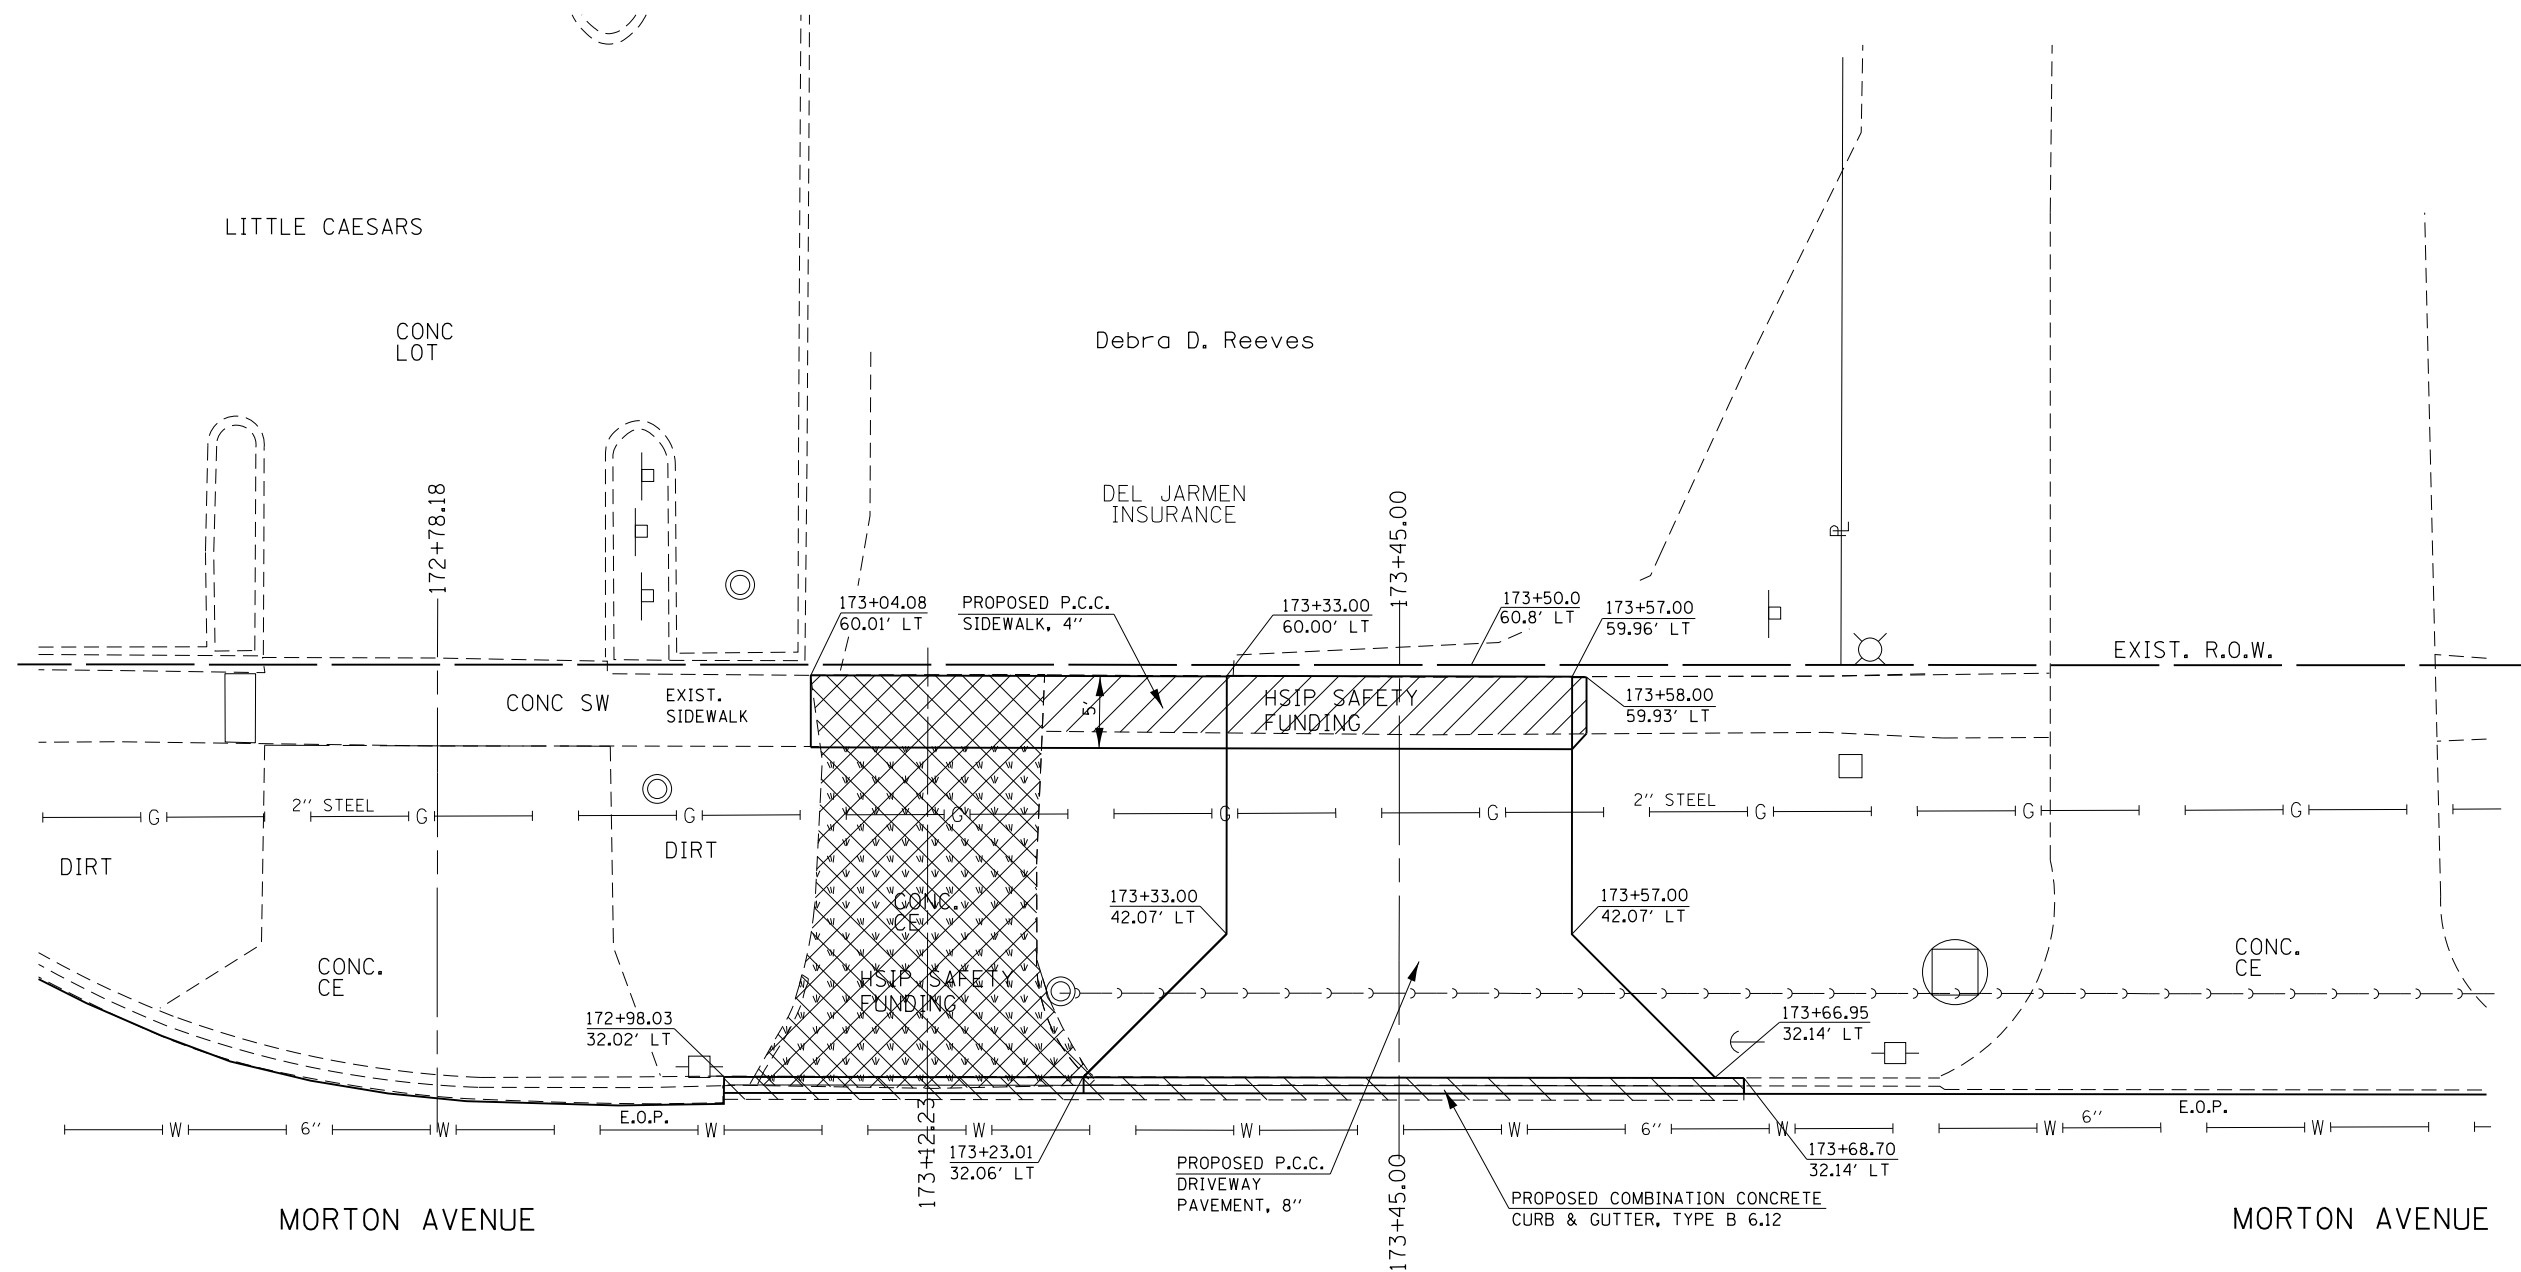 LITTLE CAESARS
CONC
LOT
Debra D. Reeves
DEL JARMEN
INSURANCE
172+78.18
173+45.00
PL
173+04.08
60.01' LT
PROPOSED P.C.C.
SIDEWALK, 4"
173+33.00
60.00' LT
173+50.0
60.8' LT
173+57.00
59.96' LT
EXIST. R.O.W.
CONC SW
EXIST.
SIDEWALK
5'
HSIP SAFETY
FUNDING
173+58.00
59.93' LT
G
2" STEEL
G
G
G
G
G
2" STEEL
G
G
G
DIRT
DIRT
CONC.
CE
173+33.00
42.07' LT
173+57.00
42.07' LT
CONC.
CE
HSIP SAFETY
FUNDING
CONC.
CE
172+98.03
32.02' LT
173+66.95
32.14' LT
E.O.P.
E.O.P.
W
6"
W
W
W
W
W
6"
W
W
6"
W
173+12.23
173+23.01
32.06' LT
173+68.70
32.14' LT
PROPOSED P.C.C.
DRIVEWAY
PAVEMENT, 8"
173+45.00
PROPOSED COMBINATION CONCRETE
CURB & GUTTER, TYPE B 6.12
MORTON AVENUE
MORTON AVENUE